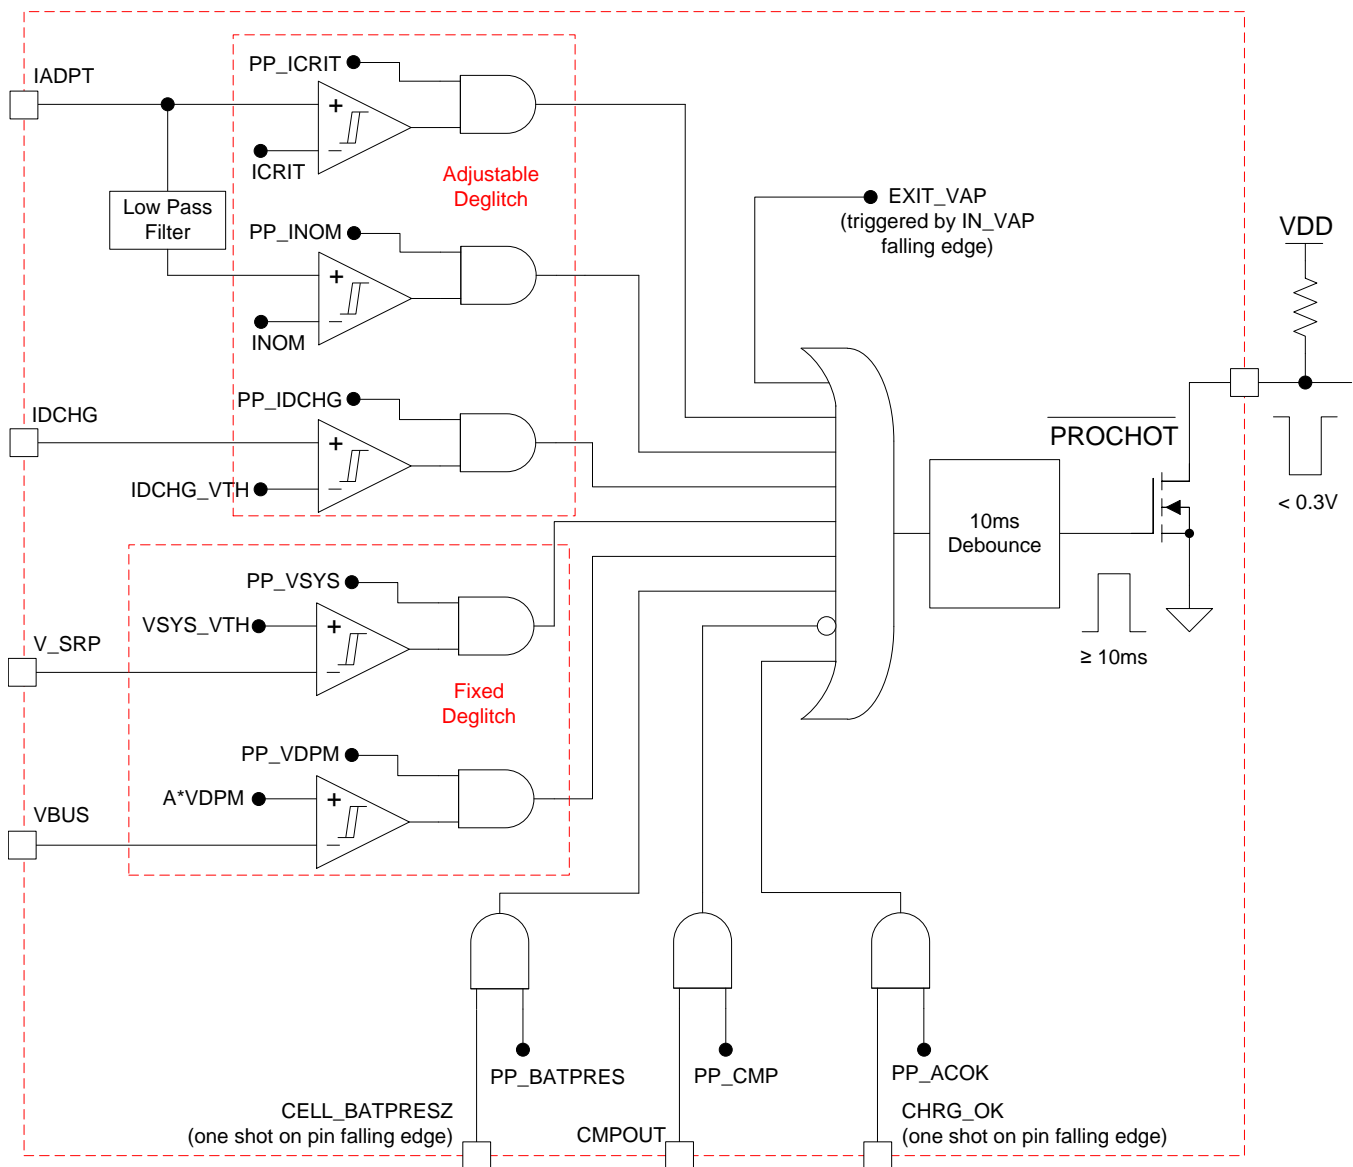 IADPT
PP_ICRIT
+
−
ICRIT
Adjustable
Deglitch
Low Pass
Filter
PP_INOM
+
−
INOM
EXIT_VAP
(triggered by IN_VAP
falling edge)
VDD
IDCHG
PP_IDCHG
+
−
IDCHG_VTH
PROCHOT
< 0.3V
10ms
Debounce
≥ 10ms
PP_VSYS
VSYS_VTH
+
−
V_SRP
Fixed
Deglitch
PP_VDPM
A*VDPM
+
−
VBUS
PP_BATPRES
PP_CMP
PP_ACOK
CELL_BATPRESZ
(one shot on pin falling edge)
CMPOUT
CHRG_OK
(one shot on pin falling edge)